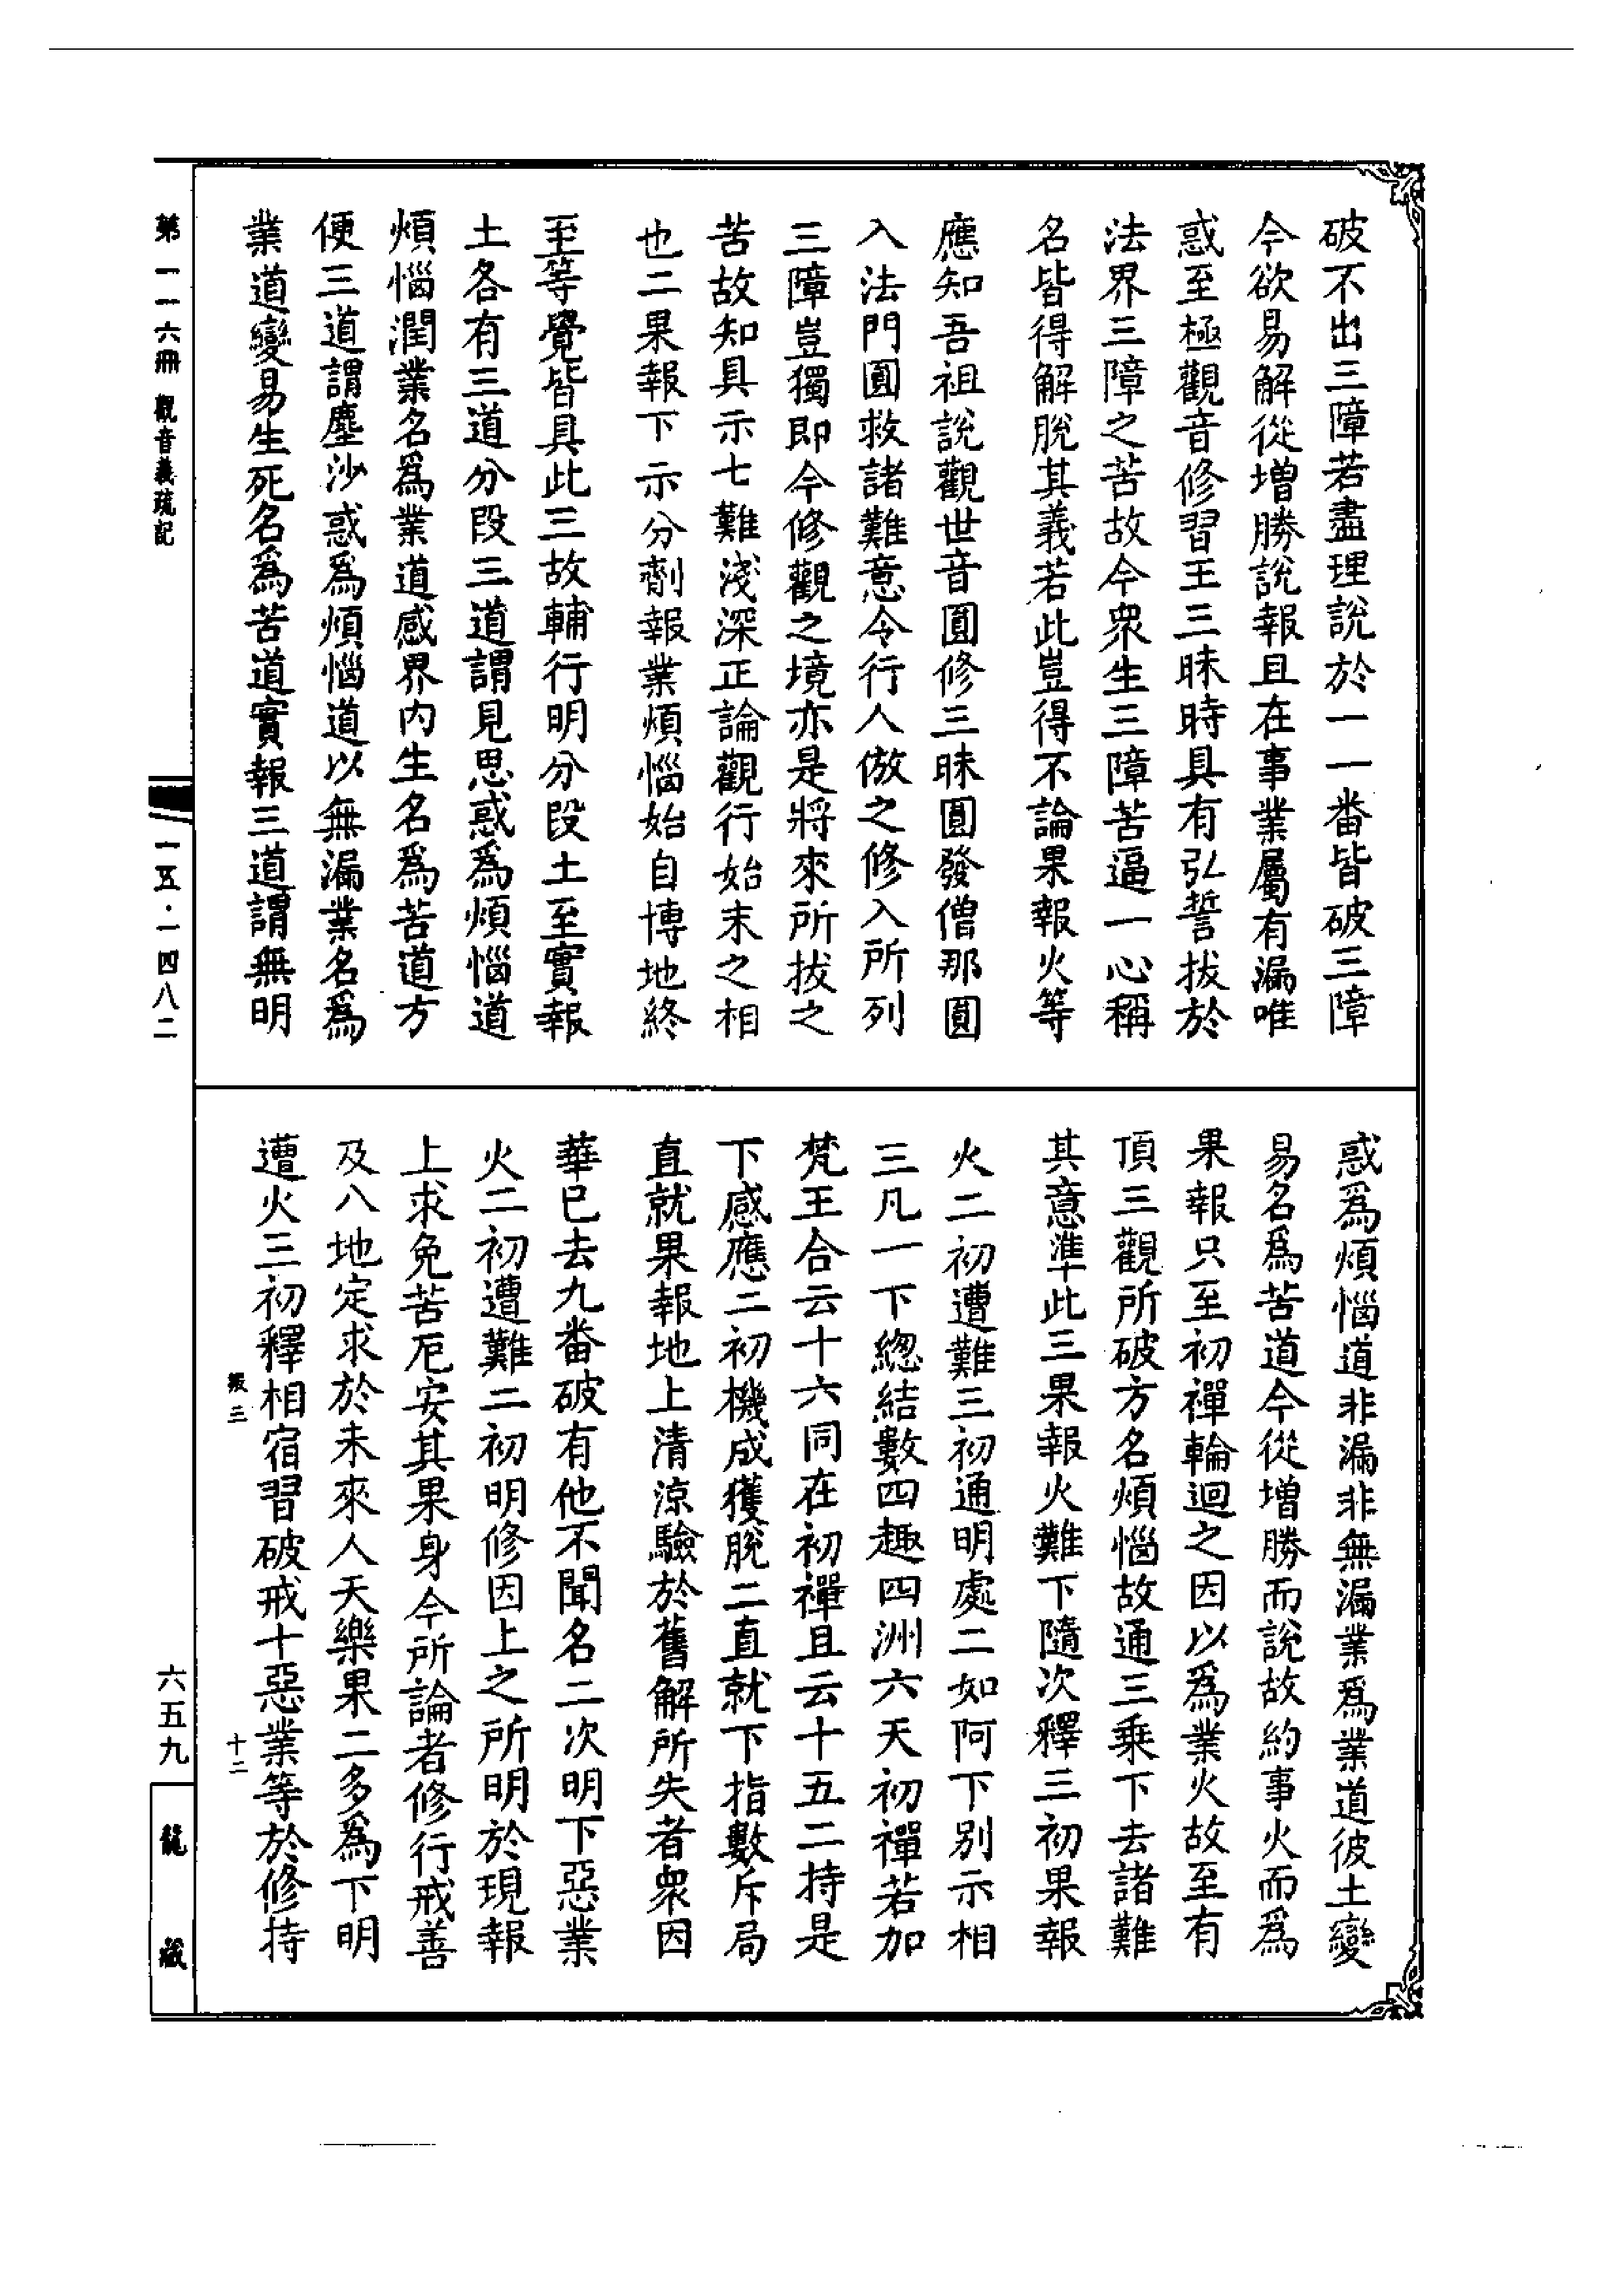 破不出三障若盡理說於一一番皆破三障
今欲易解從增勝說報且在事業屬有漏唯
惑至極觀音修習王三昧時具有弘誓拔於
法界三障之苦故今衆生三障苦逼一心稱
名皆得解脫其義若此豈得不論果報火等
應知吾祖說觀世音圓修三昧圓發僧那圓
入法門圓救諸難意令行人倣之修入所列
三障豈獨即今修觀之境亦是將來所拔之
苦故知具示七難淺深正論觀行始末之相
也二果報下示分劑報業煩惱始自博地終
至等覺皆具此三故輔行明分段土至實報
土各有三道分段三道謂見思惑爲煩惱道
煩惱潤業名爲業道感界内生名爲苦道方
便三道謂塵沙惑爲煩惱道以無漏業名爲
業道變易生死名爲苦道實報三道謂無明
惑爲煩惱道非漏非無漏業爲業道彼土變
易名爲苦道今從增勝而說故約事火而爲
果報只至初禪輪迴之因以爲業火故至有
頂三觀所破方名煩惱故通三乘下去諸難
其意準此三果報火難下隨次釋三初果報
火二初遭難三初通明處二如阿下別示相
三凡一下總結數四趣四洲六天初禪若加
梵王合云十六同在初禪且云十五二持是
下感應二初機成獲脫二直就下指數斥局
直就果報地上清涼驗於舊解所失者衆因
華已去九番破有他不聞名二次明下惡業
火二初遭難二初明修因上之所明於現報
上求免苦厄安其果身今所論者修行戒善
及八地定求於未來人天樂果二多為下明
遭火三初釋相宿習破戒十惡業等於修持
三
十二
第一一六冊 觀音義疏記
一五·一四八二
六五九
龍藏